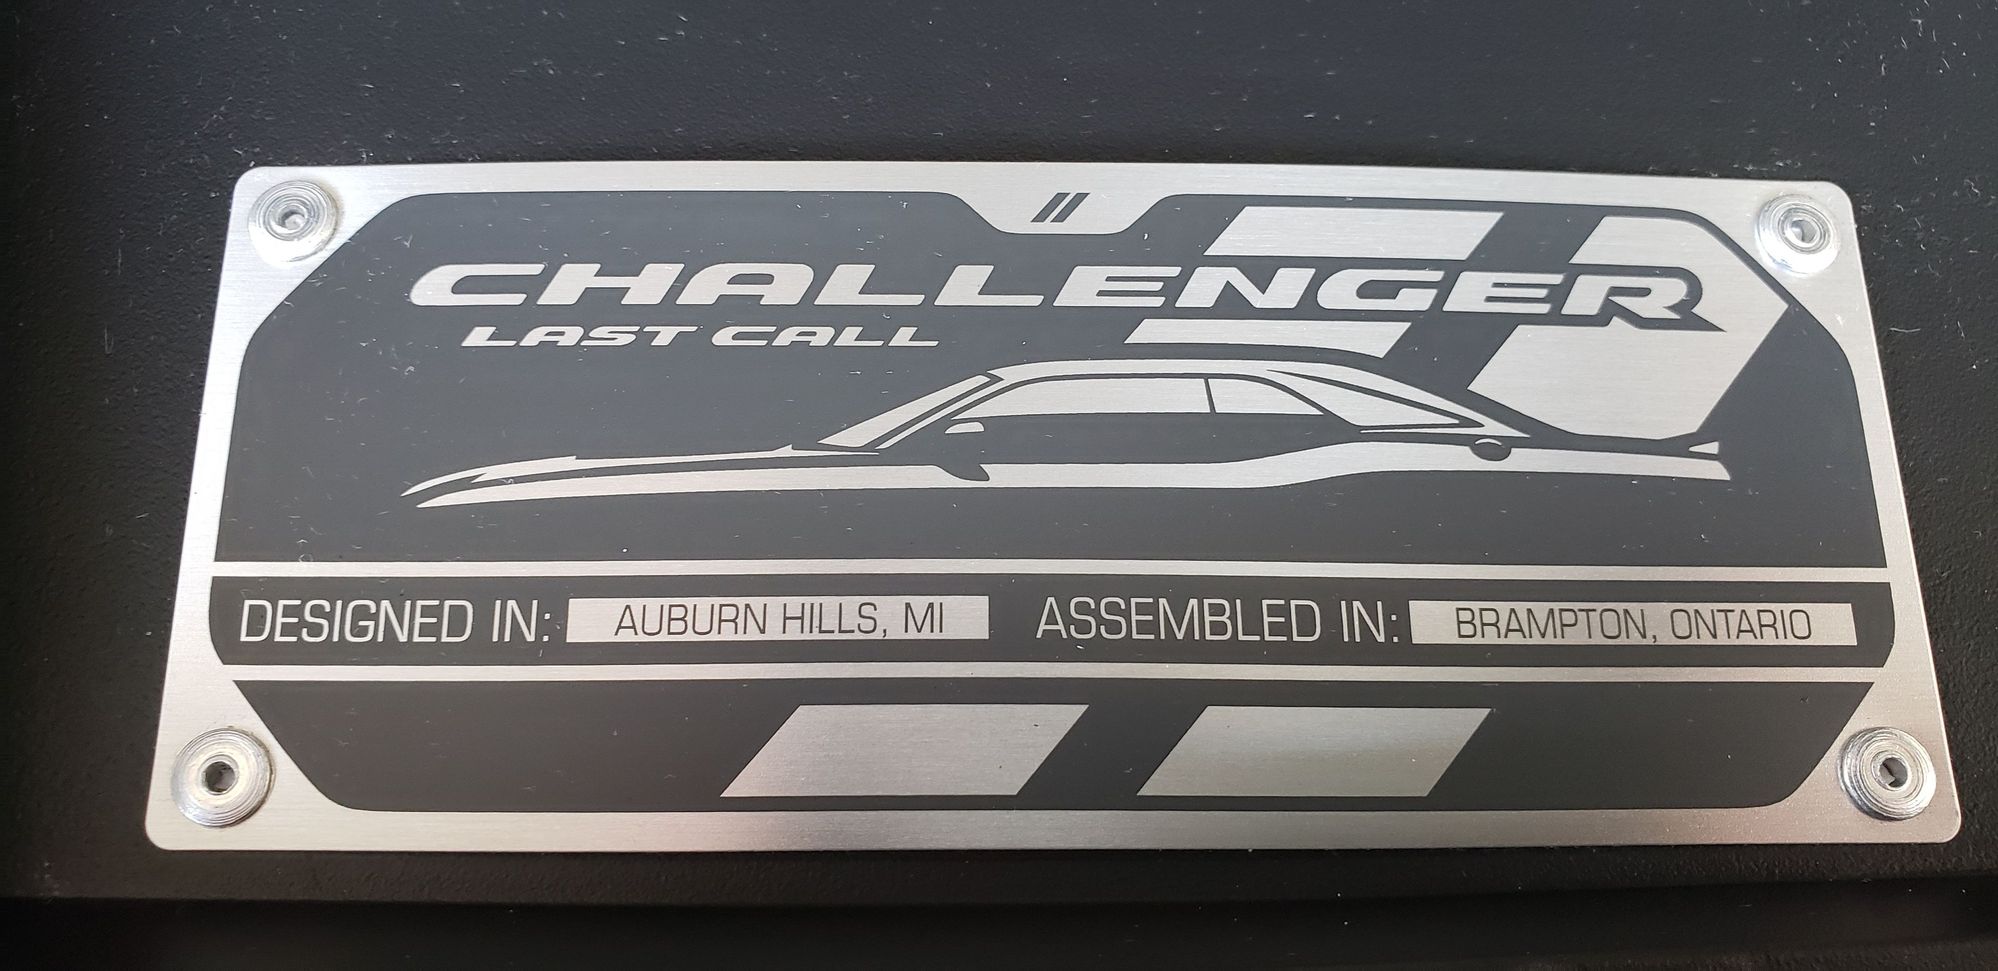 CHALLENGER
LAST CALL
DESIGNED IN: AUBURN HILLS, MI ASSEMBLED IN: BRAMPTON, ONTARIO